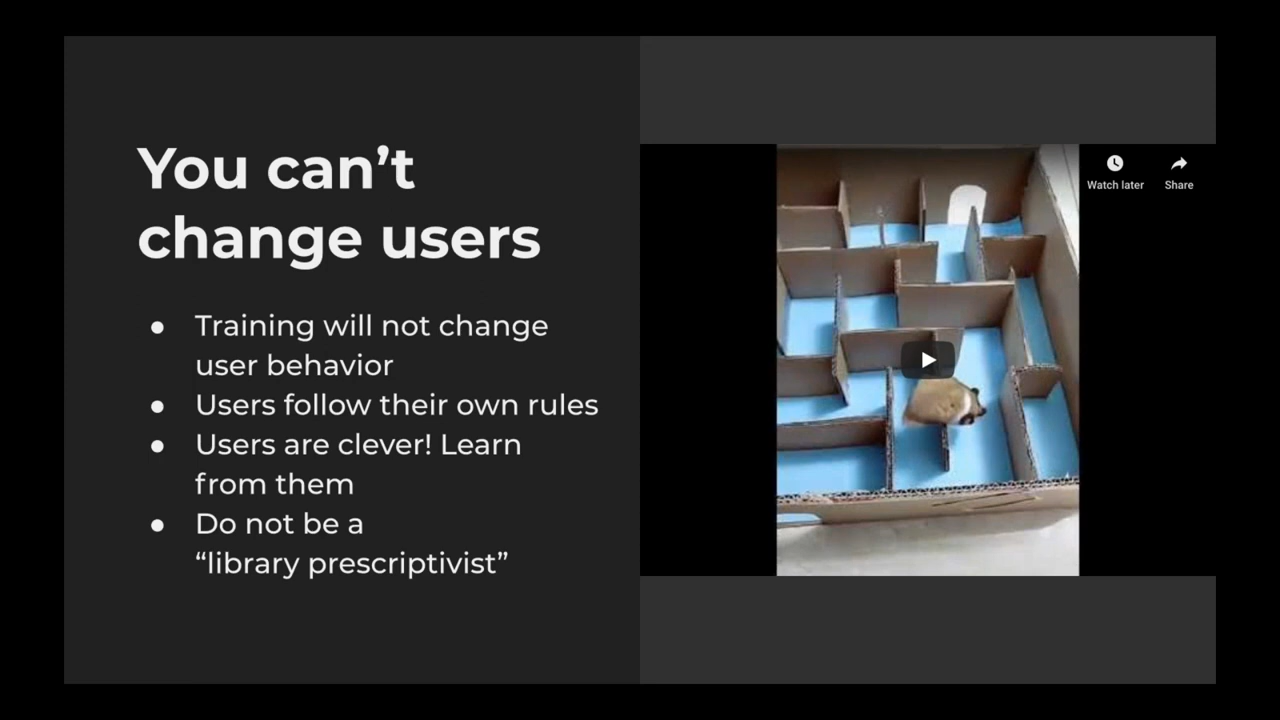 You can’t
change users
● Training will not change
user behavior
● Users follow their own rules
● Users are clever! Learn
from them
● Do not be a
“library prescriptivist”
Watch later
Share